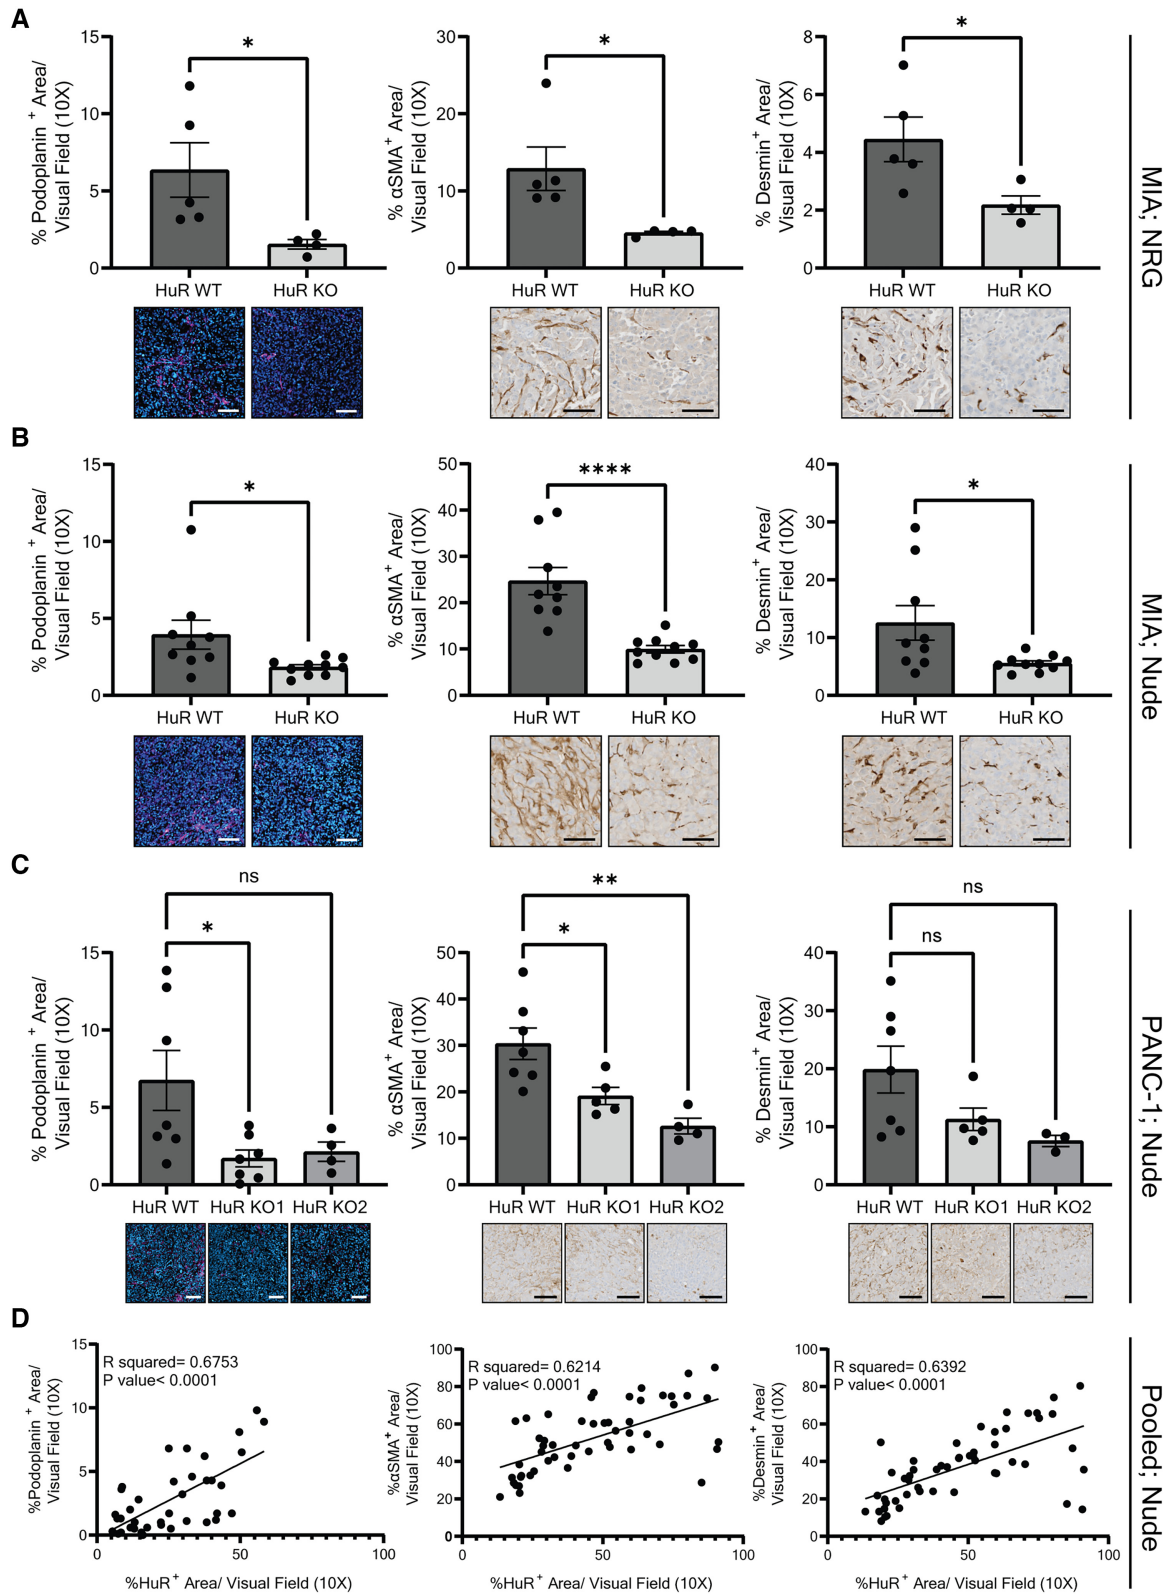 A
% Podoplanin + Area/
Visual Field (10X)
15
10
5
0
*
HuR WT
HuR KO
% αSMA+ Area/
Visual Field (10X)
30
20
10
0
*
HuR WT
HuR KO
% Desmin+ Area/
Visual Field (10X)
8
6
4
2
0
*
HuR WT
HuR KO
MIA; NRG
B
% Podoplanin + Area/
Visual Field (10X)
15
10
5
0
*
HuR WT
HuR KO
% αSMA+ Area/
Visual Field (10X)
50
40
30
20
10
0
****
HuR WT
HuR KO
% Desmin+ Area/
Visual Field (10X)
40
30
20
10
0
*
HuR WT
HuR KO
MIA; Nude
C
% Podoplanin + Area/
Visual Field (10X)
15
10
5
0
ns
*
HuR WT
HuR KO1
HuR KO2
% αSMA+ Area/
Visual Field (10X)
50
40
30
20
10
0
**
*
HuR WT
HuR KO1
HuR KO2
% Desmin+ Area/
Visual Field (10X)
40
30
20
10
0
ns
ns
HuR WT
HuR KO1
HuR KO2
PANC-1; Nude
D
%Podoplanin + Area/
Visual Field (10X)
15
10
5
0
R squared= 0.6753
P value< 0.0001
0
50
100
%HuR+ Area/ Visual Field (10X)
%αSMA+ Area/
Visual Field (10X)
100
80
60
40
20
0
R squared= 0.6214
P value< 0.0001
0
50
100
%HuR+ Area/ Visual Field (10X)
%Desmin+ Area/
Visual Field (10X)
100
80
60
40
20
0
R squared= 0.6392
P value< 0.0001
0
50
100
%HuR+ Area/ Visual Field (10X)
Pooled; Nude